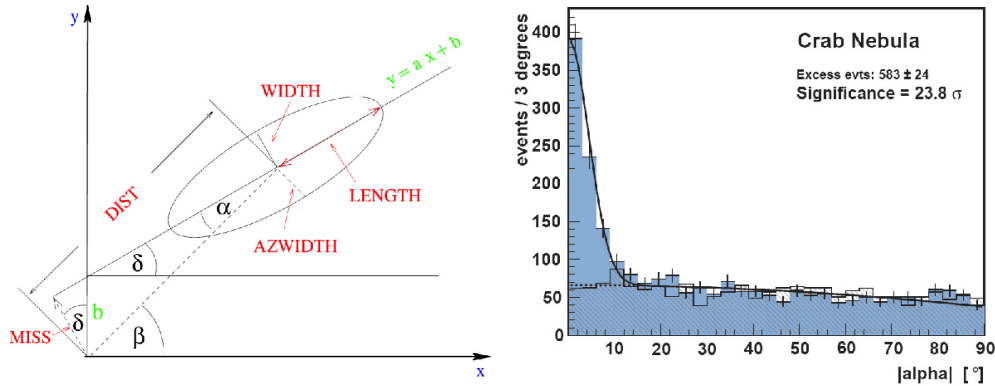 y
y = a x + b
WIDTH
LENGTH
DIST
α
AZWIDTH
δ
b
δ
MISS
β
x
events / 3 degrees
400
350
300
250
200
150
100
50
0
Crab Nebula
Excess evts: 583 ± 24
Significance = 23.8 σ
10 20 30 40 50 60 70 80 90
|alpha| [°]